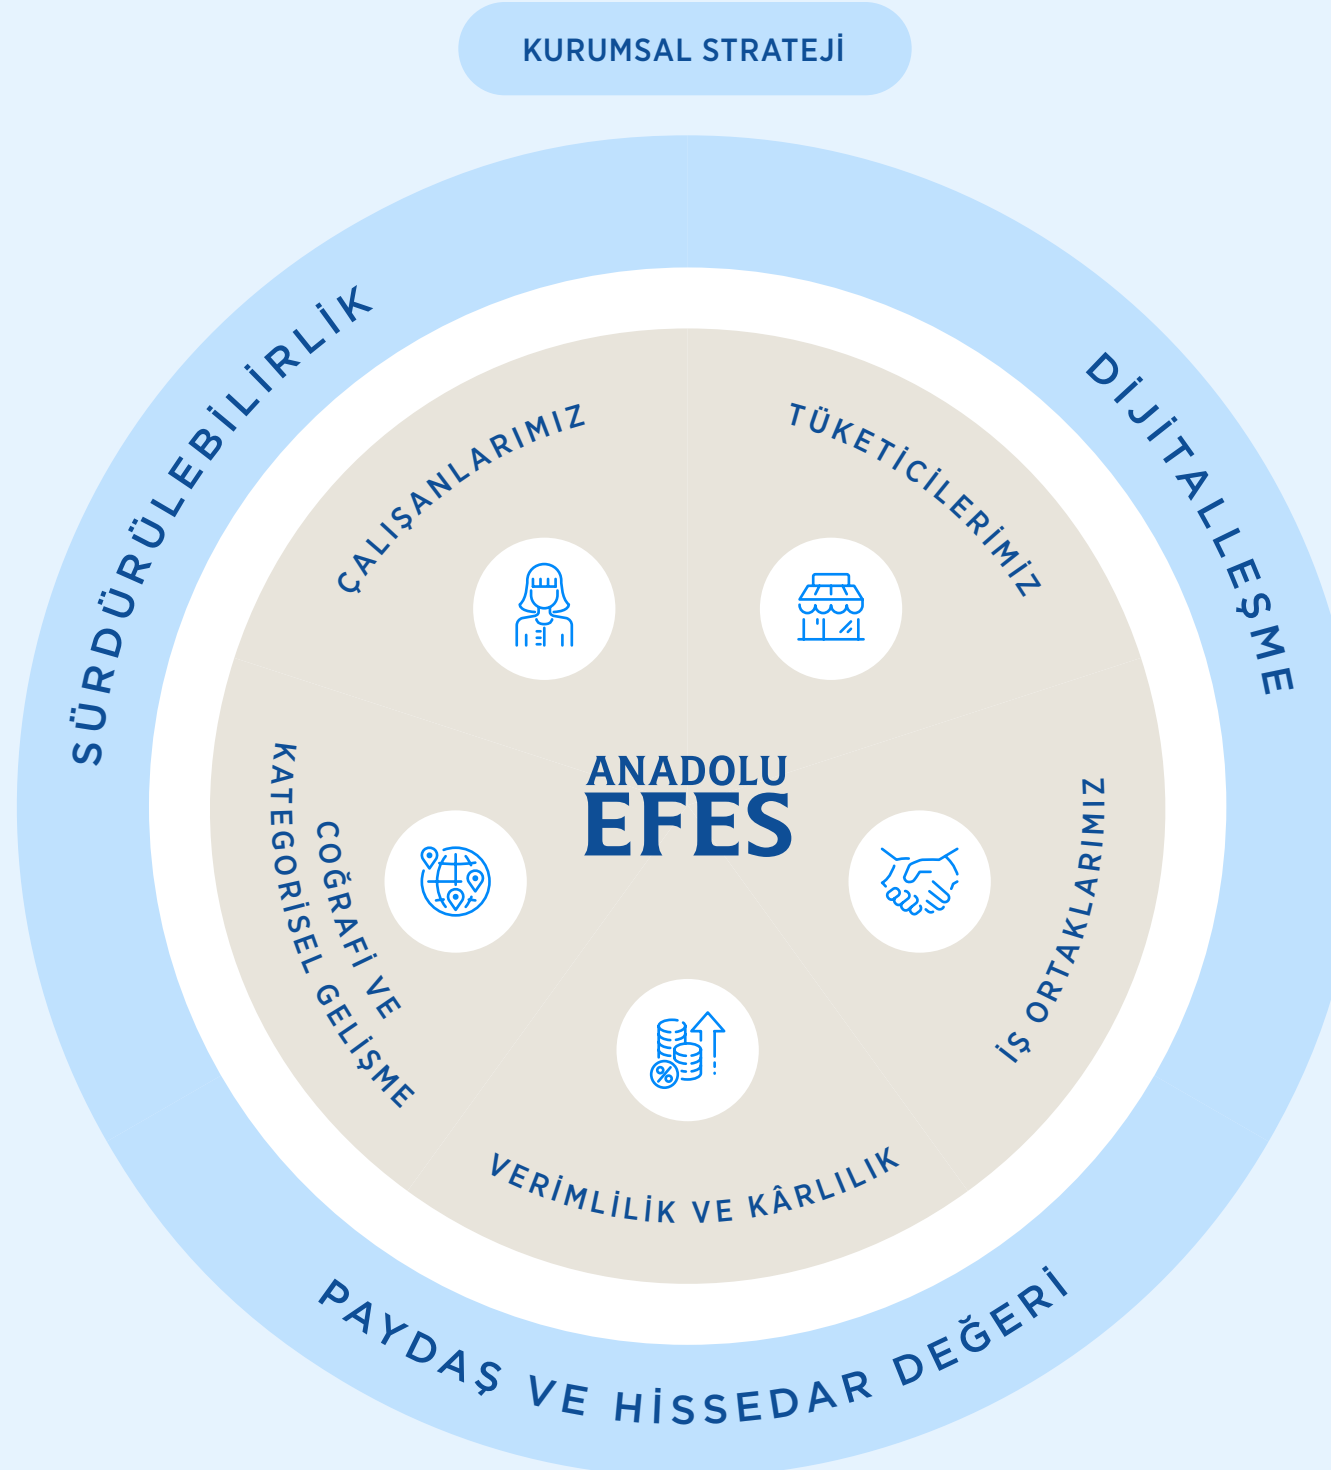 KURUMSAL STRATEJİ
SÜRDÜRÜLEBİLİRLİK
DİJİTALLEŞME
ÇALIŞANLARIMIZ
TÜKETİCİLERİMİZ
ANADOLU
EFES
COĞRAFİ VE
KATEGORİSEL GELİŞME
İŞ ORTAKLARIMIZ
%
VERİMLİLİK VE KÂRLILIK
PAYDAŞ VE HİSSEDAR DEĞERİ